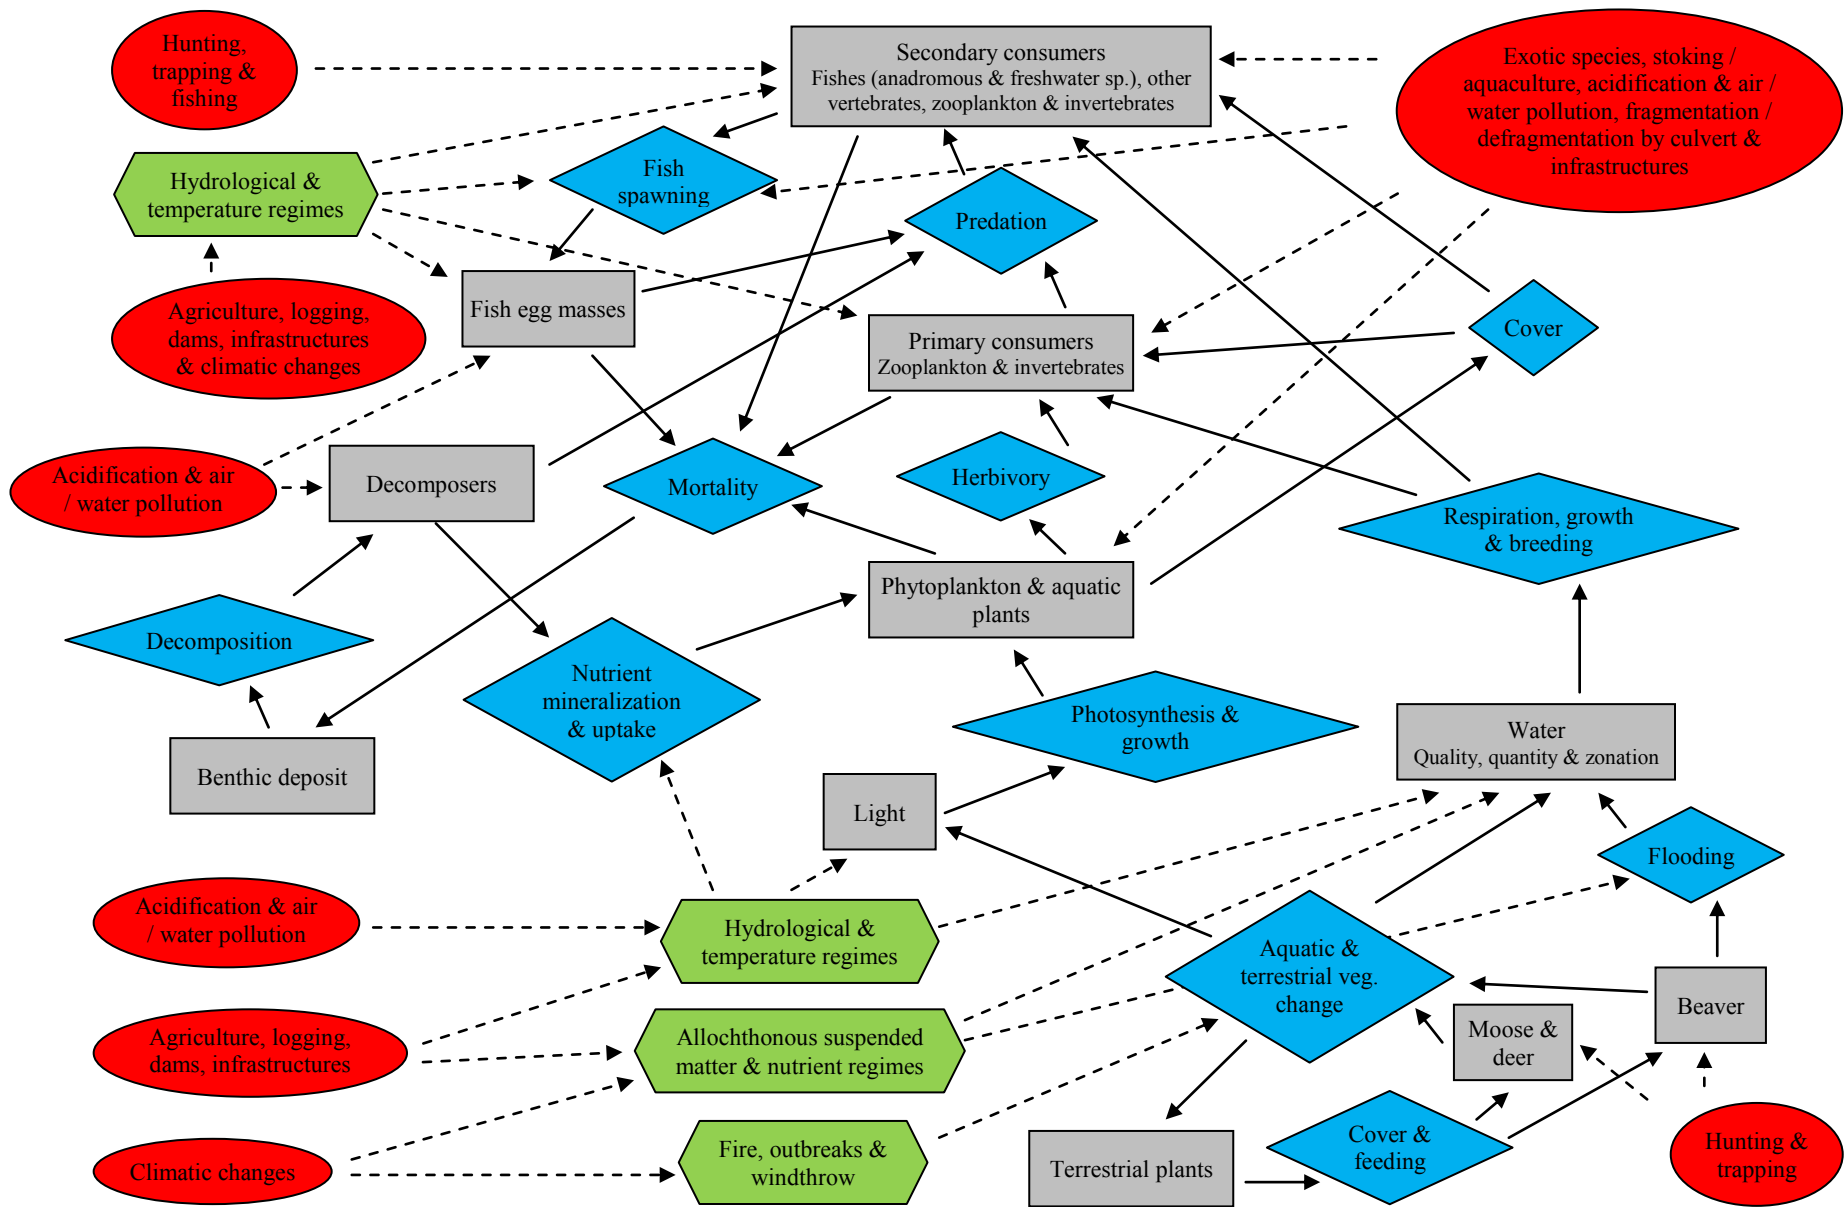 Hunting,
trapping &
fishing
Secondary consumers
Fishes (anadromous & freshwater sp.), other
vertebrates, zooplankton & invertebrates
Exotic species, stoking /
aquaculture, acidification & air /
water pollution, fragmentation /
defragmentation by culvert &
infrastructures
Hydrological &
temperature regimes
Fish
spawning
Predation
Agriculture, logging,
dams, infrastructures
& climatic changes
Fish egg masses
Primary consumers
Zooplankton & invertebrates
Cover
Acidification & air
/ water pollution
Decomposers
Mortality
Herbivory
Respiration, growth
& breeding
Decomposition
Phytoplankton & aquatic
plants
Nutrient
mineralization
& uptake
Photosynthesis &
growth
Water
Quality, quantity & zonation
Benthic deposit
Light
Flooding
Acidification & air
/ water pollution
Hydrological &
temperature regimes
Aquatic &
terrestrial veg.
change
Beaver
Agriculture, logging,
dams, infrastructures
Allochthonous suspended
matter & nutrient regimes
Moose &
deer
Climatic changes
Fire, outbreaks &
windthrow
Terrestrial plants
Cover &
feeding
Hunting &
trapping